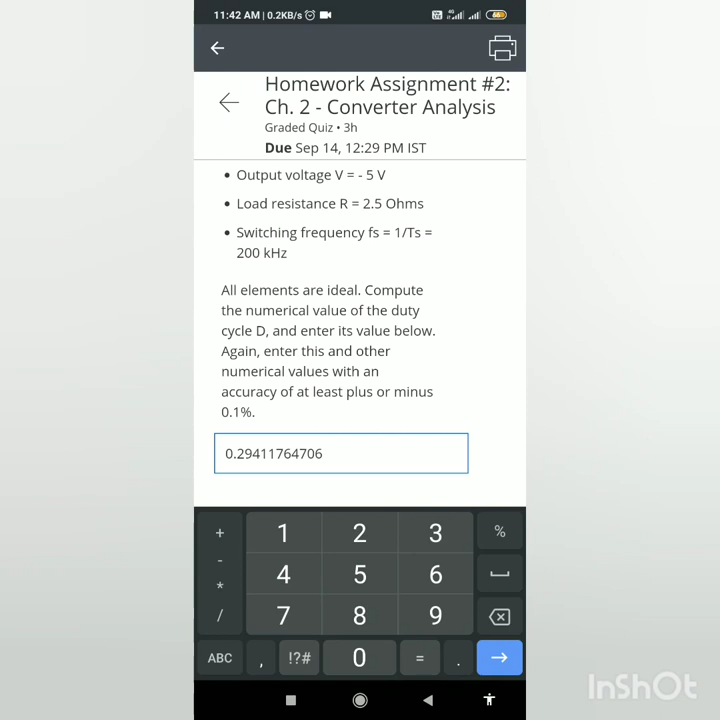 11:42 AM | 0.2KB/s
4G
66
Homework Assignment #2:
Ch. 2 - Converter Analysis
Graded Quiz • 3h
Due Sep 14, 12:29 PM IST
• Output voltage V = - 5 V
• Load resistance R = 2.5 Ohms
• Switching frequency fs = 1/Ts =
200 kHz
All elements are ideal. Compute
the numerical value of the duty
cycle D, and enter its value below.
Again, enter this and other
numerical values with an
accuracy of at least plus or minus
0.1%.
0.29411764706
+ 1 2 3 %
- 4 5 6
*
/ 7 8 9
ABC , !?# 0 = .
InShOt